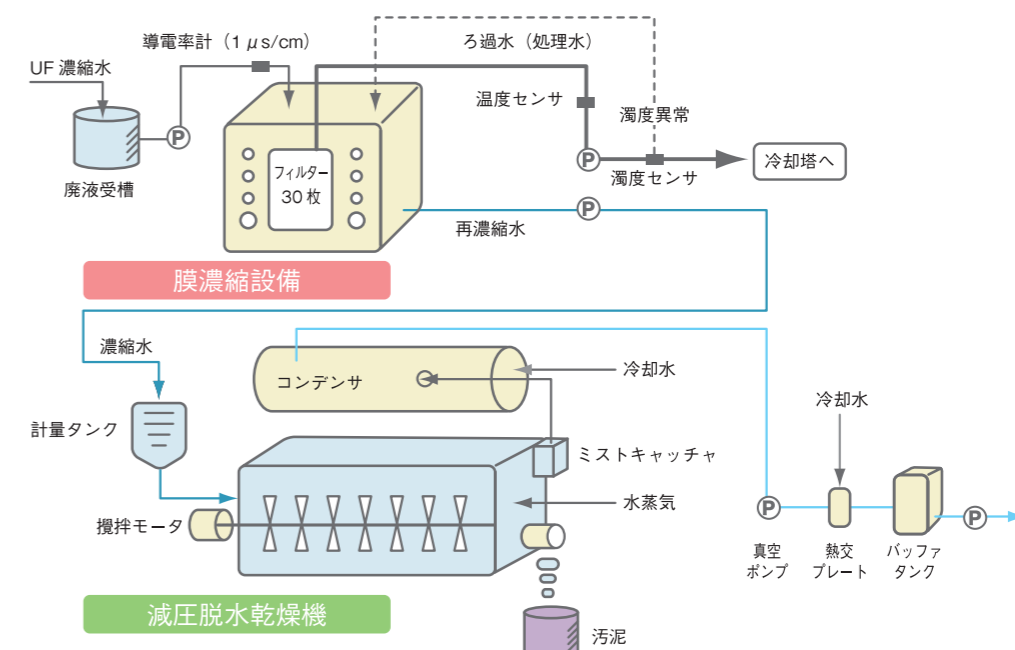 導電率計（1μs/cm）
ろ過水（処理水）
UF 濃縮水
P
温度センサ
濁度異常
P
冷却塔へ
濁度センサ
廃液受槽
フィルター
30 枚
再濃縮水
P
膜濃縮設備
濃縮水
コンデンサ
冷却水
計量タンク
冷却水
ミストキャッチャ
水蒸気
攪拌モータ
P
P
真空
ポンプ
熱交
プレート
バッファ
タンク
減圧脱水乾燥機
汚泥